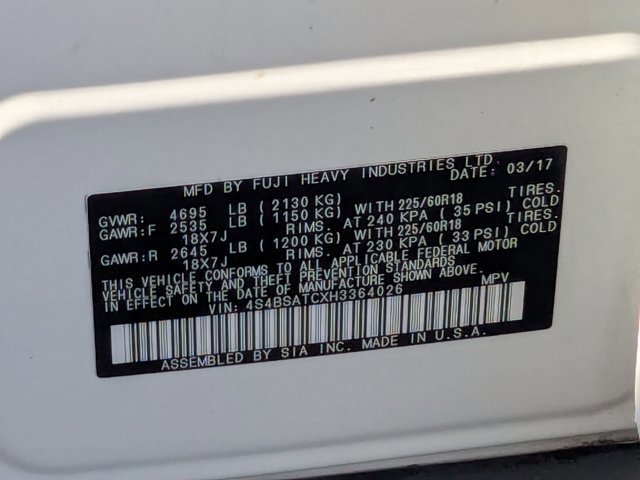 MFD BY FUJI HEAVY INDUSTRIES LTD.
DATE: 03/17
GVWR: 4695 LB (2130 KG)
GAWR:F 2535 LB (1150 KG) WITH 225/60R18 TIRES.
18X7J RIMS. AT 240 KPA (35 PSI) COLD
GAWR:R 2645 LB (1200 KG) WITH 225/60R18 TIRES.
18X7J RIMS. AT 230 KPA (33 PSI) COLD
THIS VEHICLE CONFORMS TO ALL APPLICABLE FEDERAL MOTOR
VEHICLE SAFETY AND THEFT PREVENTION STANDARDS
IN EFFECT ON THE DATE OF MANUFACTURE SHOWN ABOVE.
VIN: 4S4BSATCXH3364026 MPV
ASSEMBLED BY SIA INC. MADE IN U.S.A.